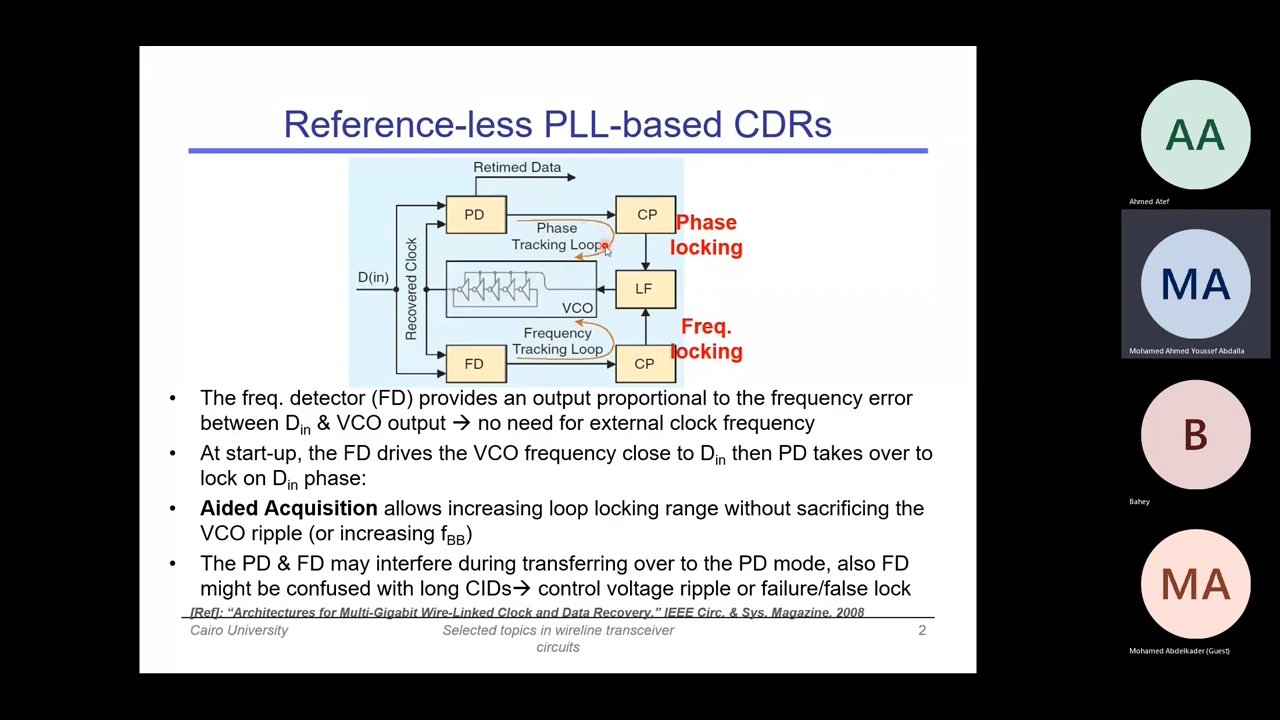 Reference-less PLL-based CDRs
Retimed Data
PD
CP
Phase
Tracking Loop
Phase
locking
D(in)
Recovered Clock
VCO
LF
Frequency
Tracking Loop
FD
CP
Freq.
locking
• The freq. detector (FD) provides an output proportional to the frequency error
between Din & VCO output → no need for external clock frequency
• At start-up, the FD drives the VCO frequency close to Din then PD takes over to
lock on Din phase:
• Aided Acquisition allows increasing loop locking range without sacrificing the
VCO ripple (or increasing fBB)
• The PD & FD may interfere during transferring over to the PD mode, also FD
might be confused with long CIDs→ control voltage ripple or failure/false lock
[Ref]: “Architectures for Multi-Gigabit Wire-Linked Clock and Data Recovery,” IEEE Circ. & Sys. Magazine, 2008
Cairo University
Selected topics in wireline transceiver
circuits
2
AA
Ahmed Atef
MA
Mohamed Ahmed Youssef Abdalla
B
Bahey
MA
Mohamed Abdelkader (Guest)